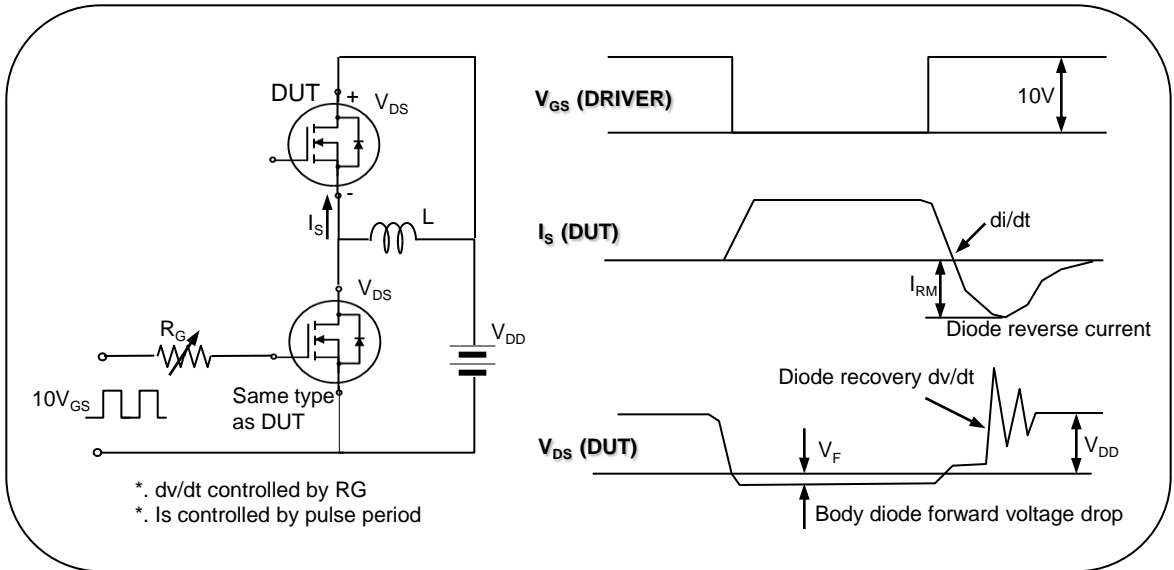 DUT
+
V_DS
-
I_S
L
V_DS
R_G
V_DD
10V_GS
Same type
as DUT
*. dv/dt controlled by RG
*. Is controlled by pulse period
V_GS (DRIVER)
10V
I_S (DUT)
di/dt
I_RM
Diode reverse current
Diode recovery dv/dt
V_DS (DUT)
V_F
V_DD
Body diode forward voltage drop